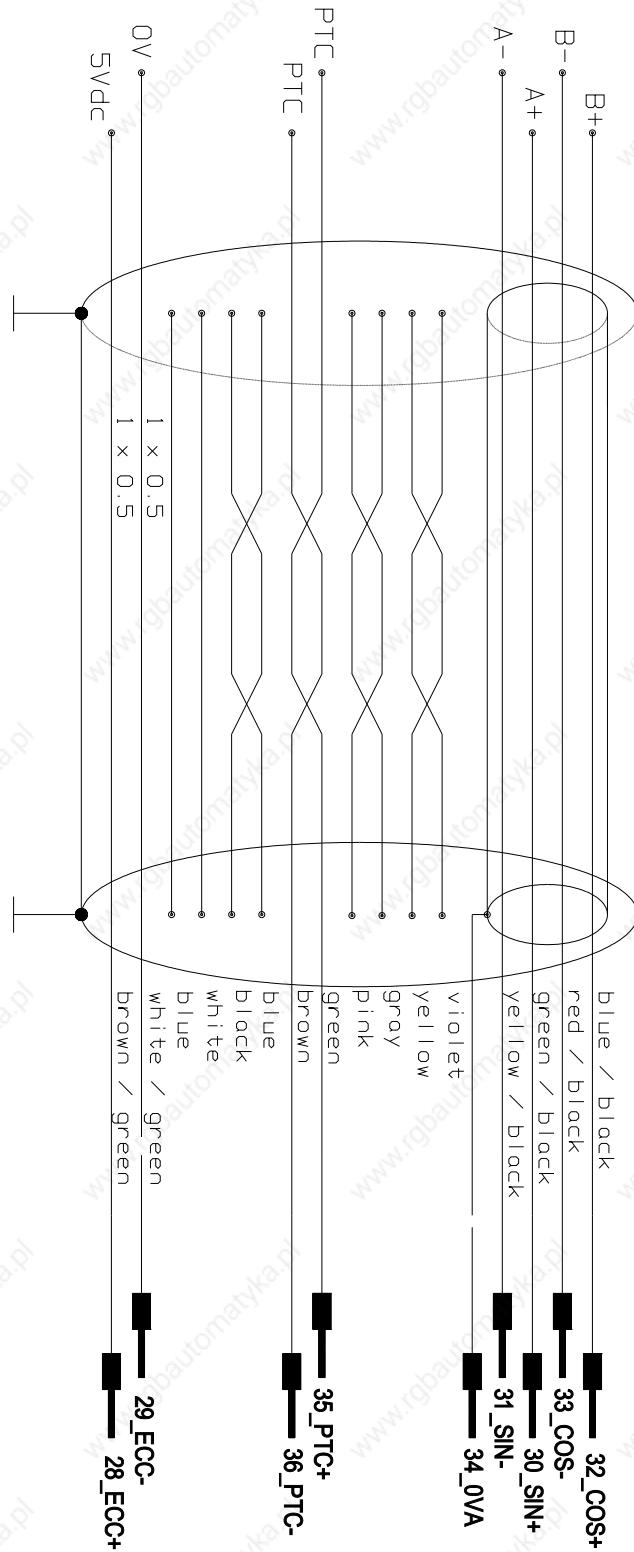 B+
B-
A+
A-
PTC
PTC
0V
5Vdc
1 x 0.5
1 x 0.5
blue / black
red / black
green / black
yellow / black
violet
yellow
gray
pink
green
brown
blue
black
white
blue
white / green
brown / green
32_COS+
33_COS-
30_SIN+
31_SIN-
34_0VA
35_PTC+
36_PTC-
29_ECC-
28_ECC+
www.rgbautomatyka.pl